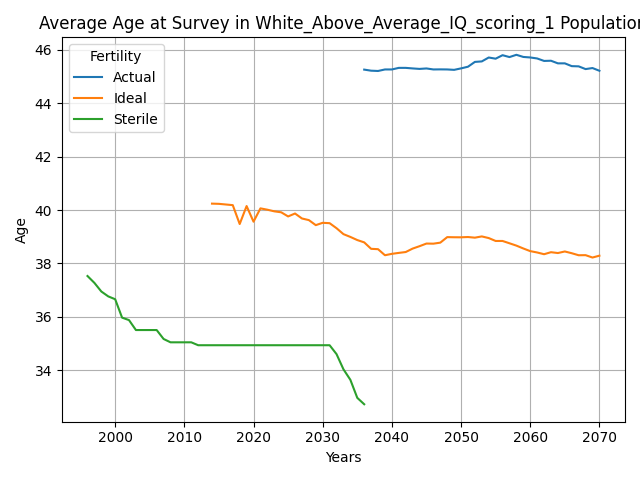 Average Age at Survey in White_Above_Average_IQ_scoring_1 Population
Fertility
Actual
Ideal
Sterile
46
44
42
40
38
36
34
Age
2000
2010
2020
2030
2040
2050
2060
2070
Years